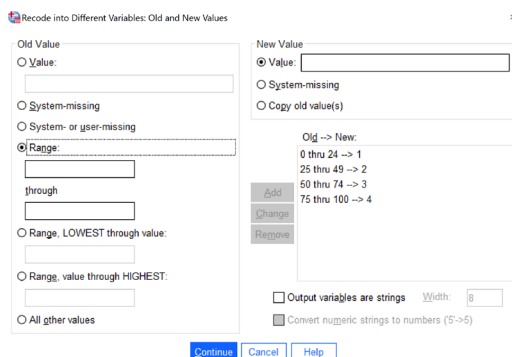 Recode into Different Variables: Old and New Values
Old Value
Value:
System-missing
System- or user-missing
Range:
through
Range, LOWEST through value:
Range, value through HIGHEST:
All other values
New Value
Value:
System-missing
Copy old value(s)
Old --> New:
0 thru 24 --> 1
25 thru 49 --> 2
50 thru 74 --> 3
75 thru 100 --> 4
Add
Change
Remove
Output variables are strings Width: 8
Convert numeric strings to numbers ('5'->5)
Continue Cancel Help